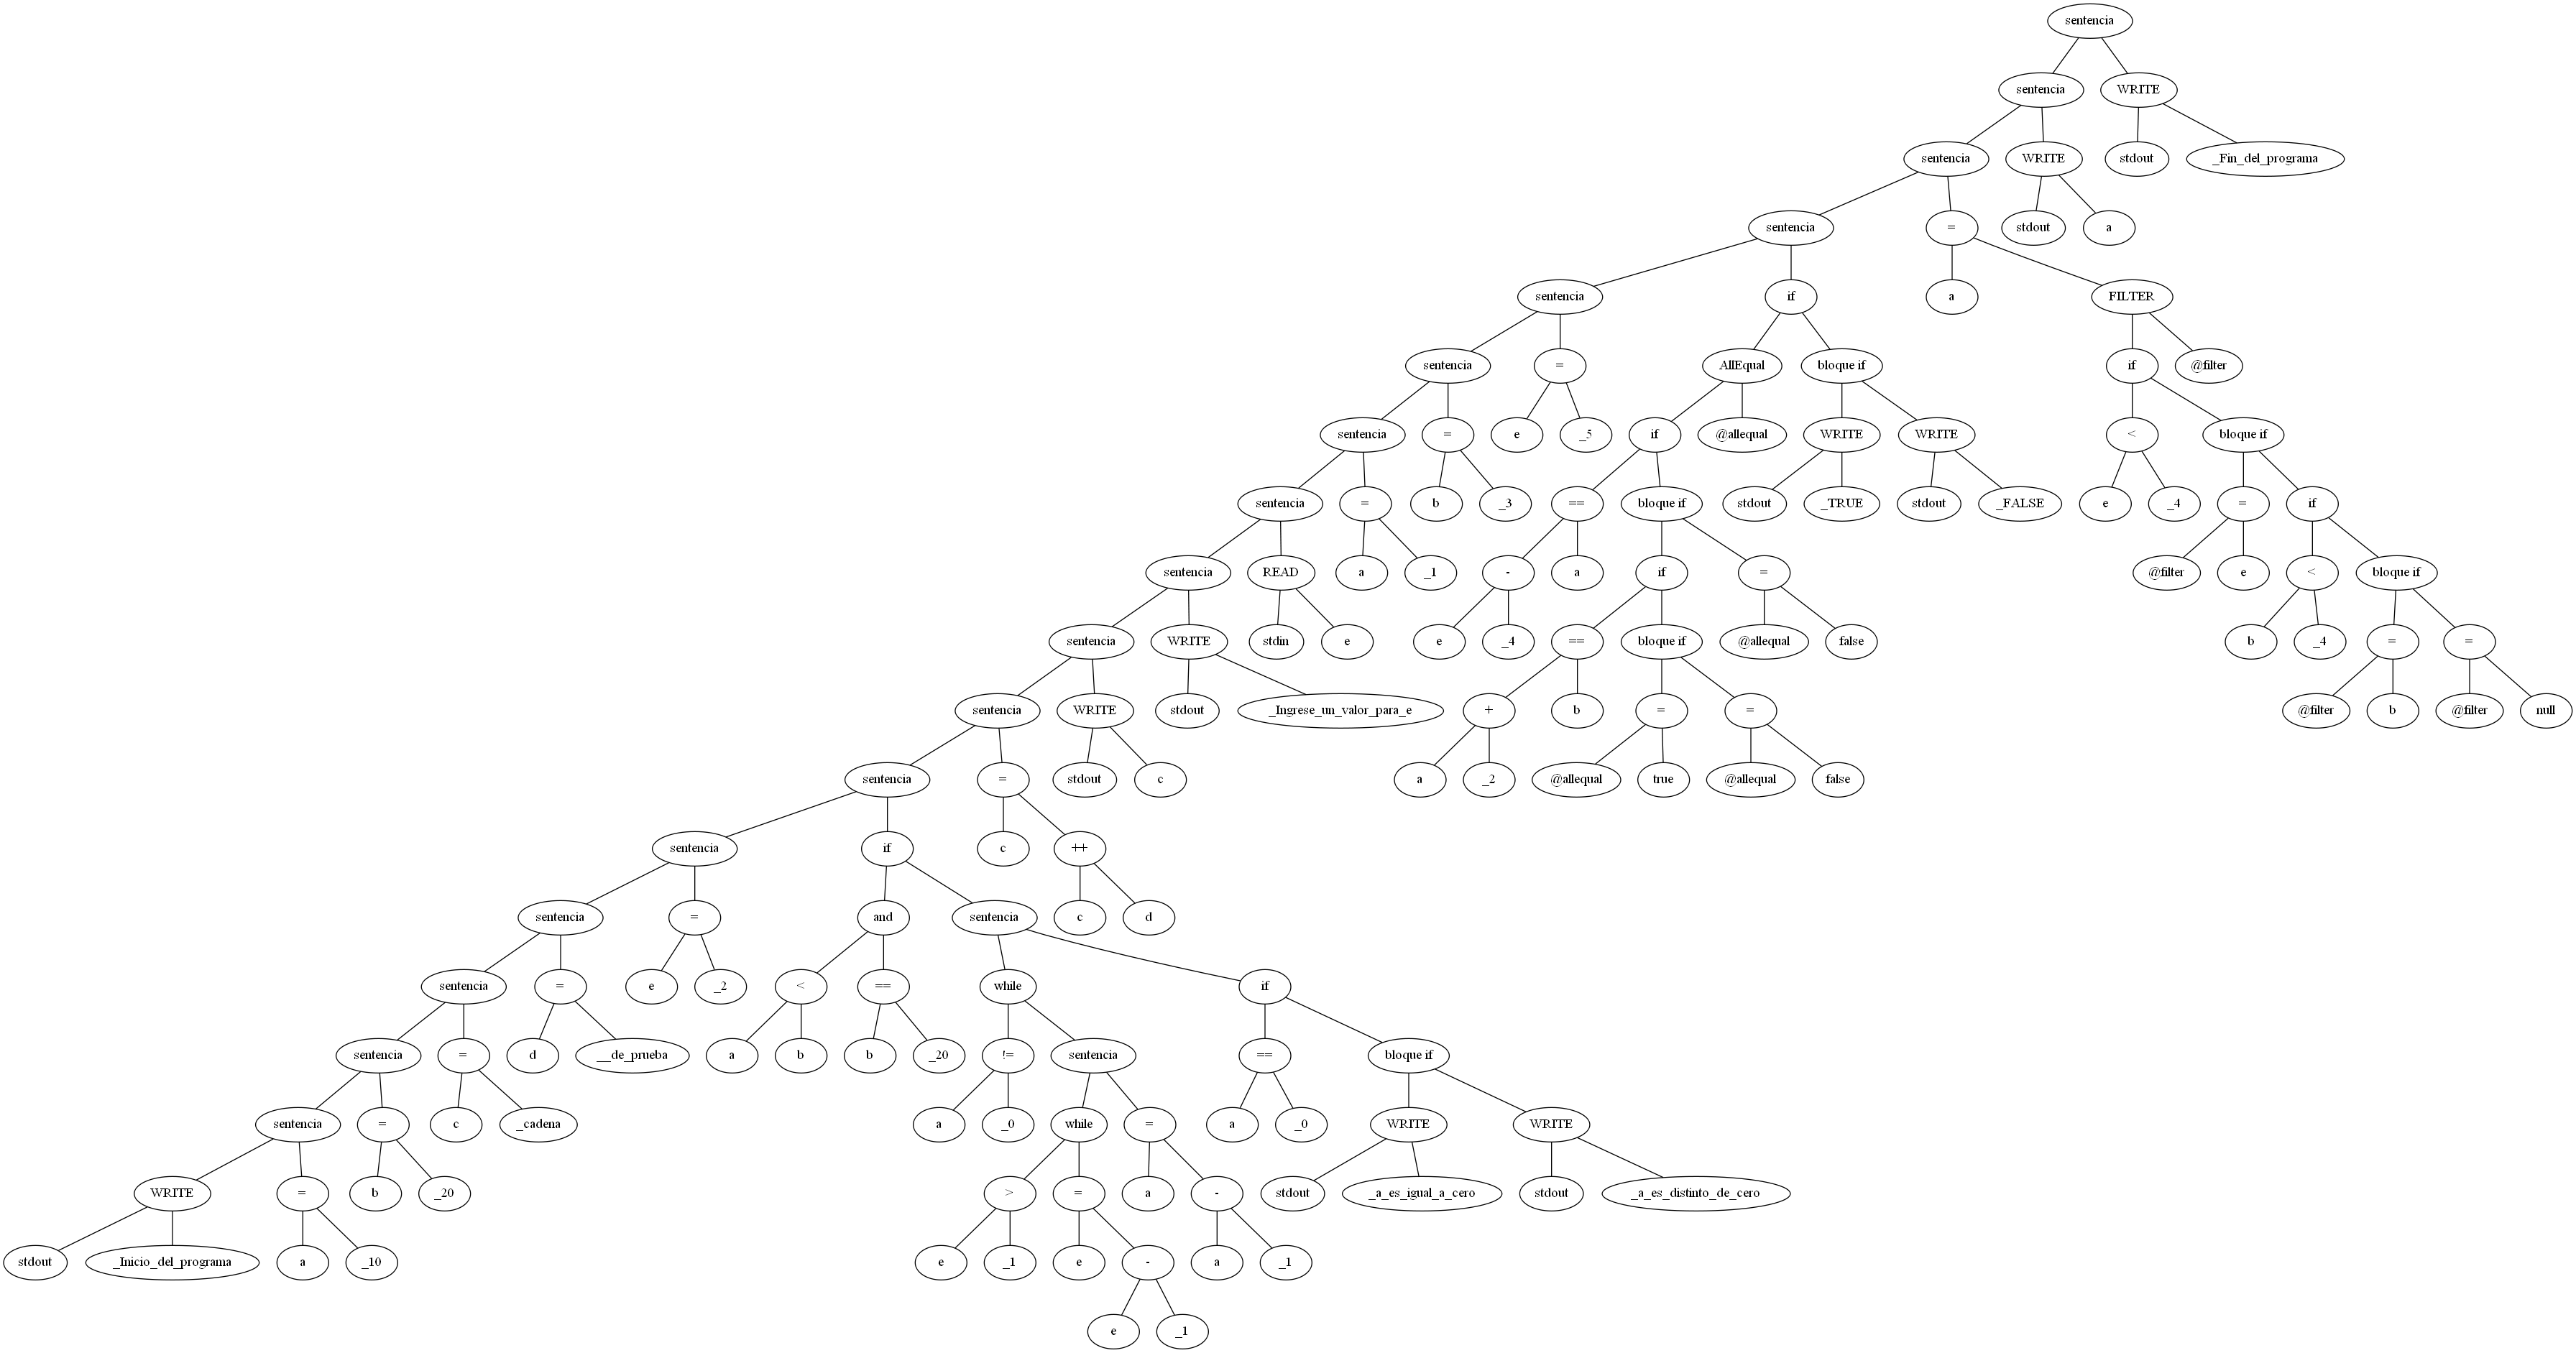 sentencia
sentencia WRITE
sentencia WRITE stdout _Fin_del_programa
sentencia = stdout a
sentencia if a FILTER
sentencia = AllEqual bloque if if @filter
sentencia = e _5 if @allequal WRITE WRITE < bloque if
sentencia = b _3 == bloque if stdout _TRUE stdout _FALSE e _4 = if
sentencia READ a _1 - a if = @filter e < bloque if
sentencia WRITE stdin e e _4 == bloque if @allequal false b _4 = =
sentencia WRITE stdout _Ingrese_un_valor_para_e + b = = @filter b @filter null
sentencia = stdout c a _2 @allequal true @allequal false
sentencia if c ++
sentencia = and sentencia c d
sentencia = e _2 < == while if
sentencia = d __de_prueba a b b _20 != sentencia == bloque if
sentencia = c _cadena a _0 while = a _0 WRITE WRITE
WRITE = b _20 > = a - stdout _a_es_igual_a_cero stdout _a_es_distinto_de_cero
stdout _Inicio_del_programa a _10 e _1 e - a _1
e _1